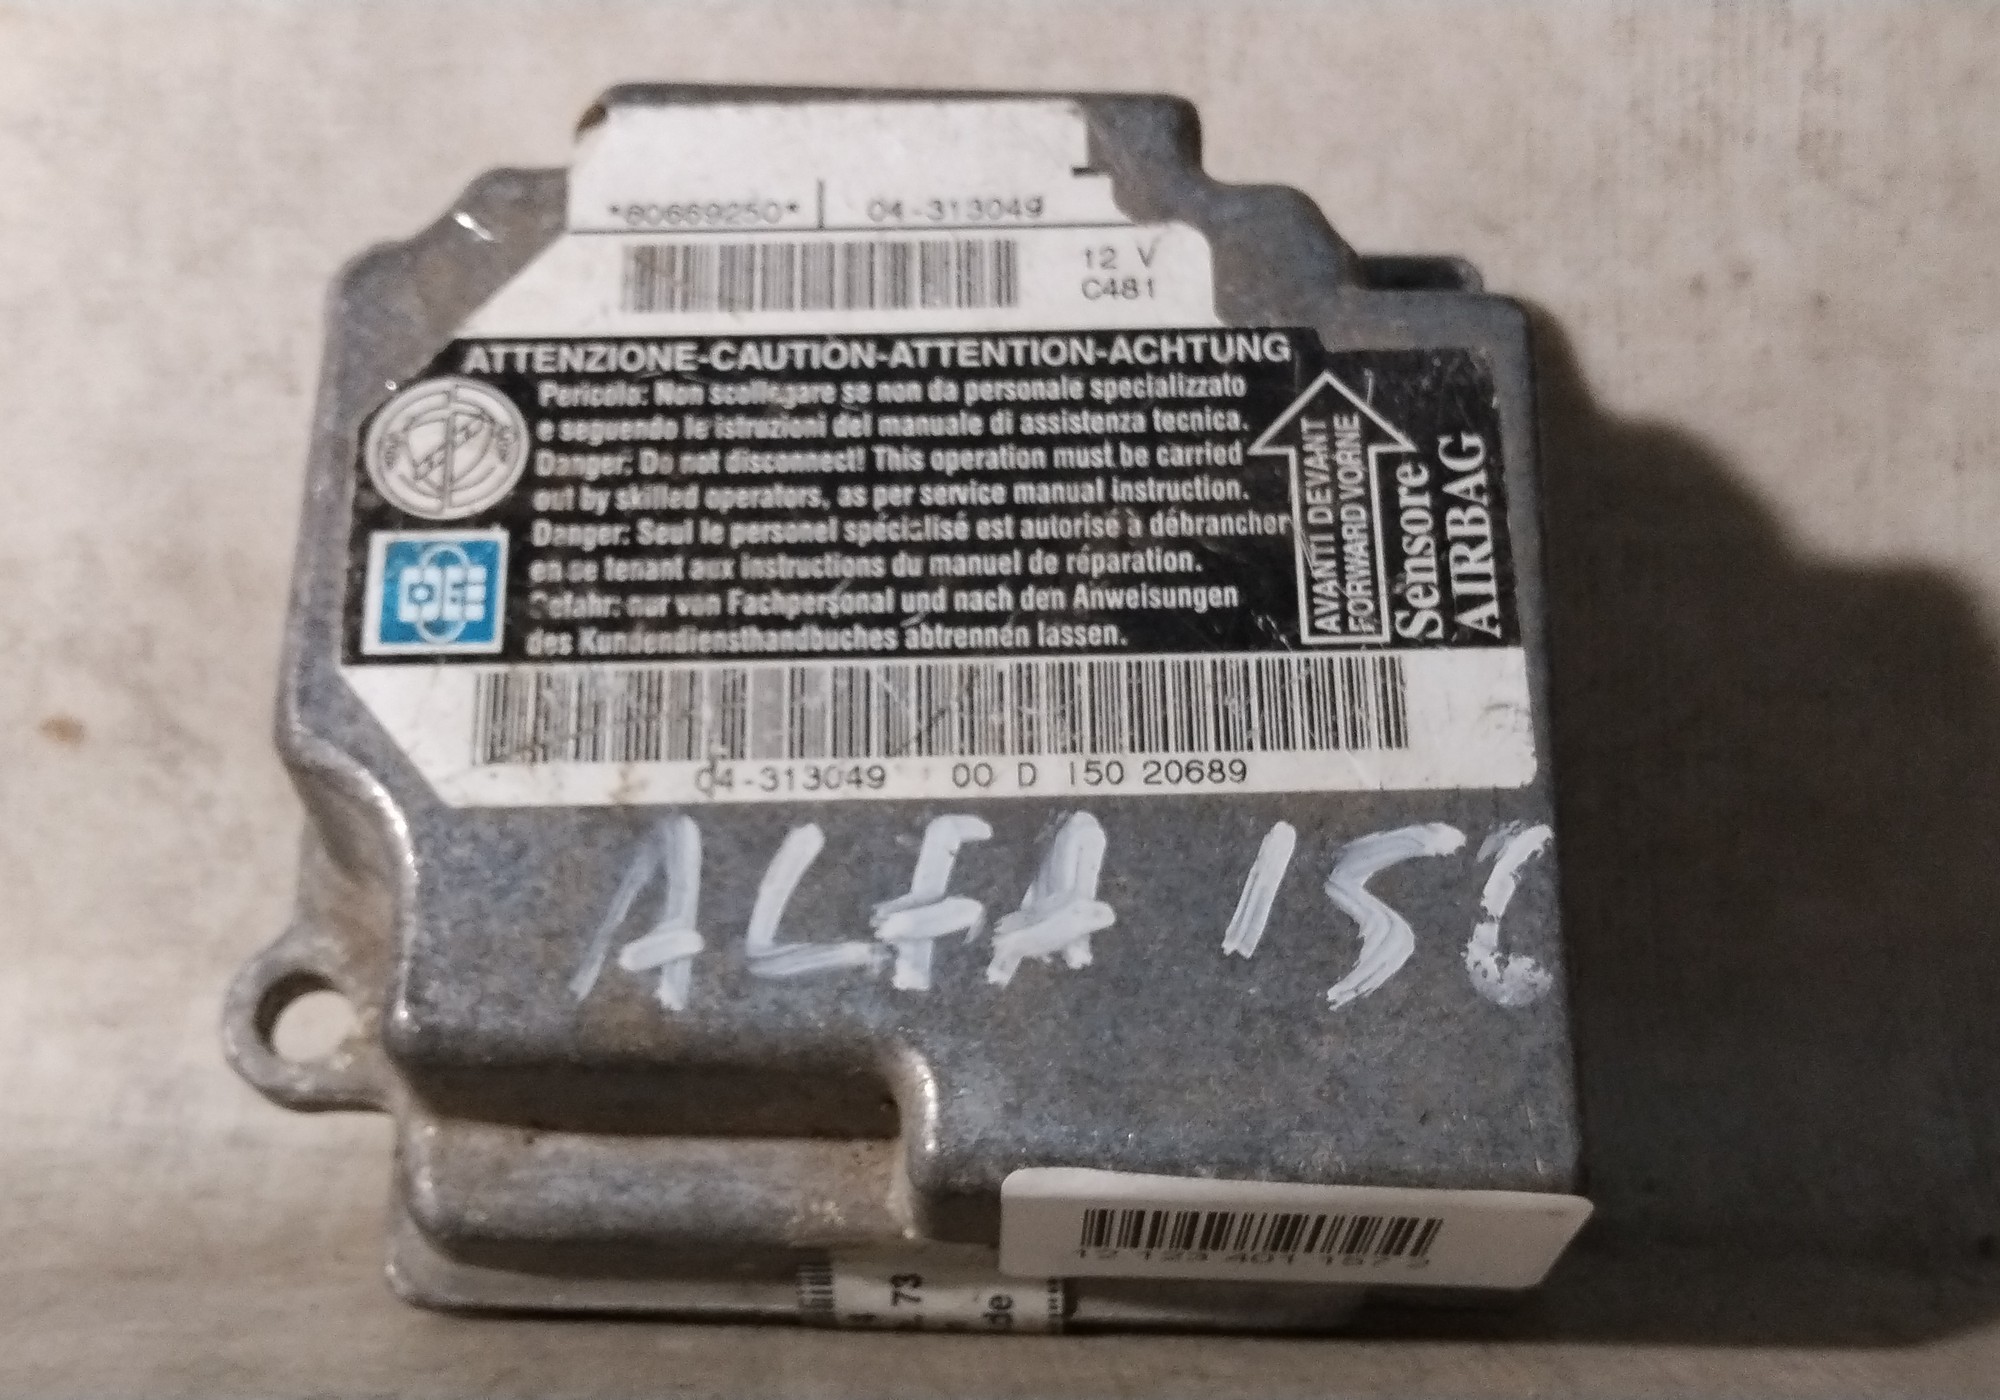 *60669250* 04-313049
12 V
C481
ATTENZIONE-CAUTION-ATTENTION-ACHTUNG
Pericolo: Non scollegare se non da personale specializzato
e seguendo le istruzioni del manuale di assistenza tecnica.
Danger: Do not disconnect! This operation must be carried
out by skilled operators, as per service manual instruction.
Danger: Seul le personel spécialisé est autorisé à débrancher
en se tenant aux instructions du manuel de réparation.
Gefahr: nur von Fachpersonal und nach den Anweisungen
des Kundendiensthandbuches abtrennen lassen.
AVANTI DEVANT
FORWARD VORNE
Sensore
AIRBAG
04-313049 00 D 150 20689
ALFA 156
73
de